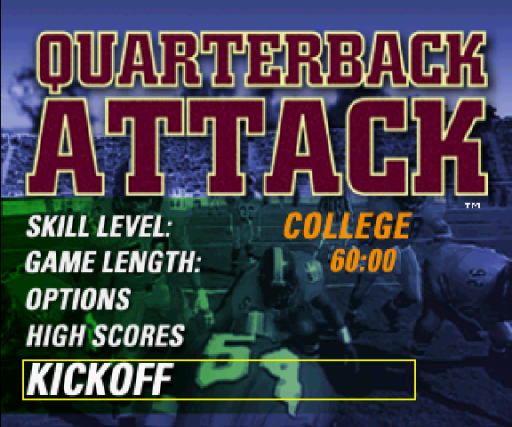 QUARTERBACK
ATTACK
™
SKILL LEVEL: COLLEGE
GAME LENGTH: 60:00
OPTIONS
HIGH SCORES
KICKOFF
54